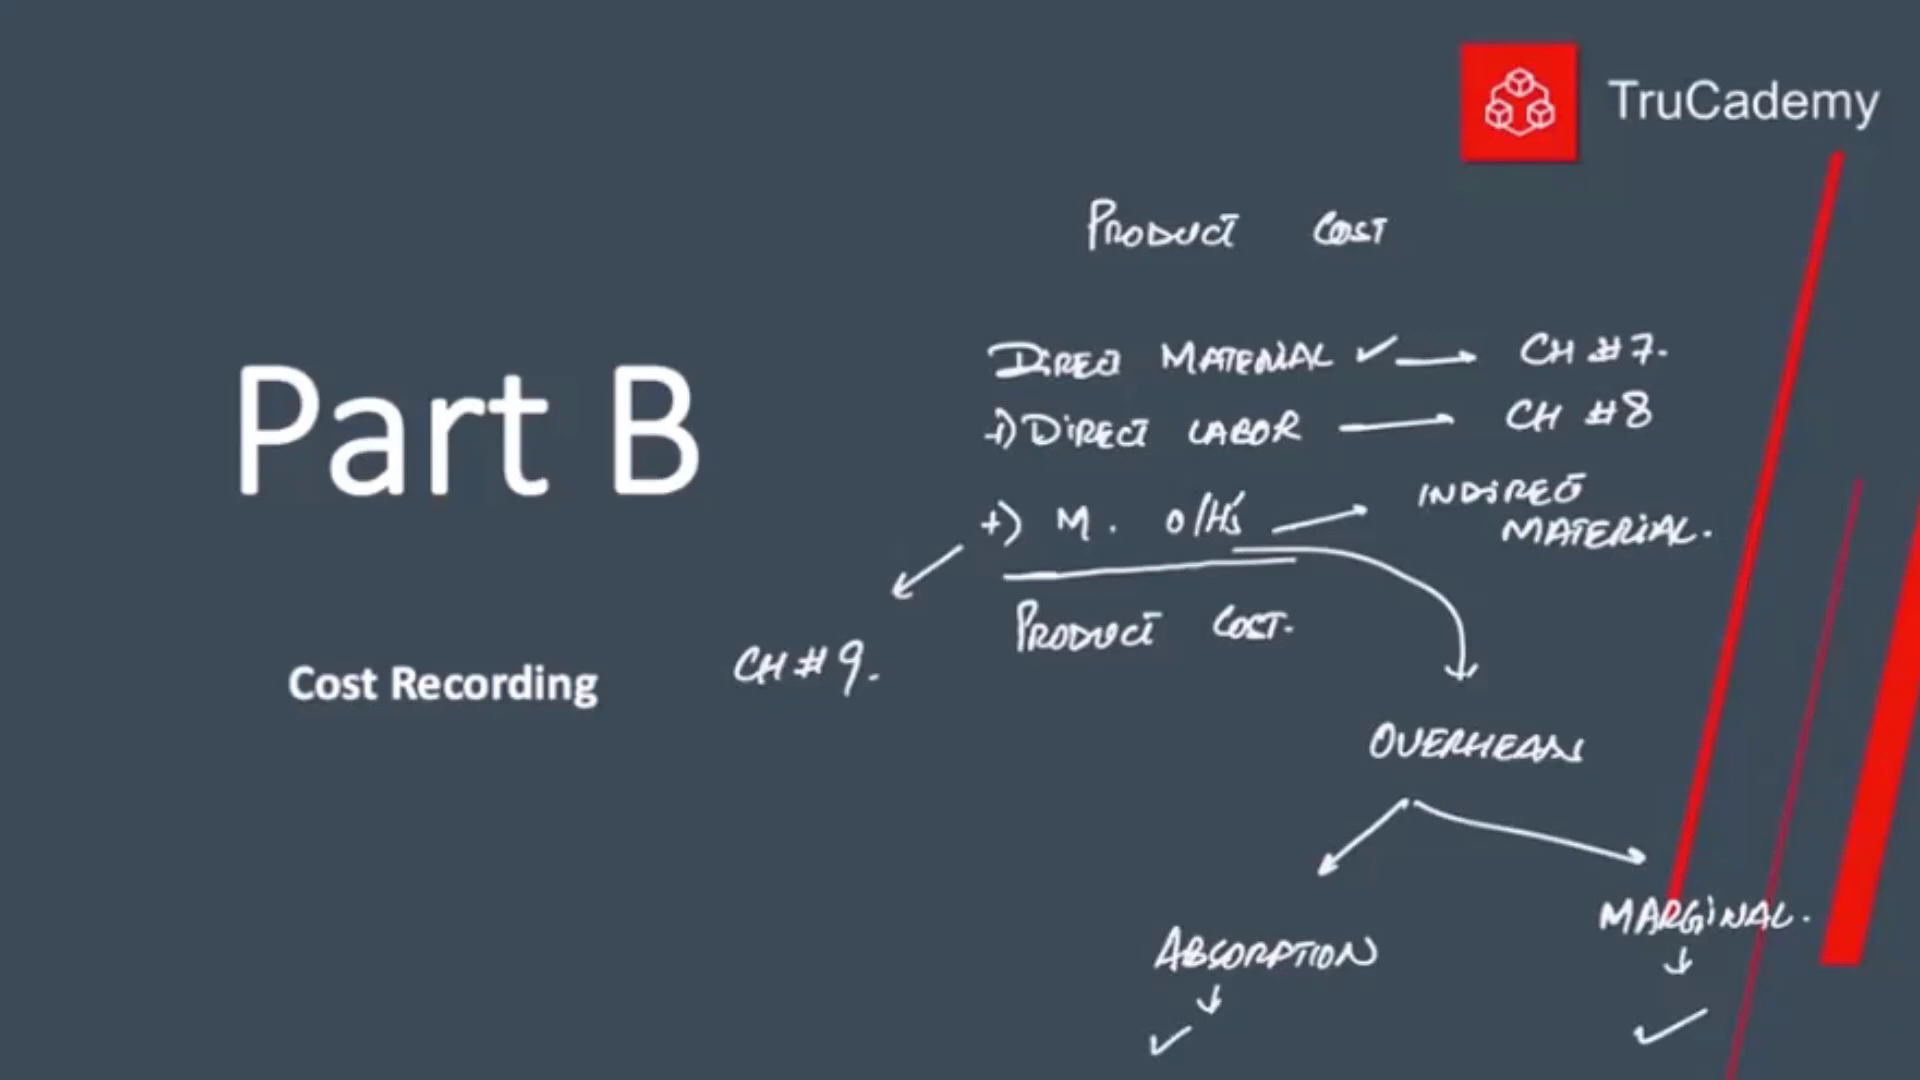 TruCademy
PRODUCT COST
Part B
Cost Recording
DIRECT MATERIAL ✓ → CH #7.
+) DIRECT LABOR → CH #8
+) M. O/H's → INDIRECT
MATERIAL.
PRODUCT COST.
CH #9.
OVERHEADS
ABSORPTION
MARGINAL.